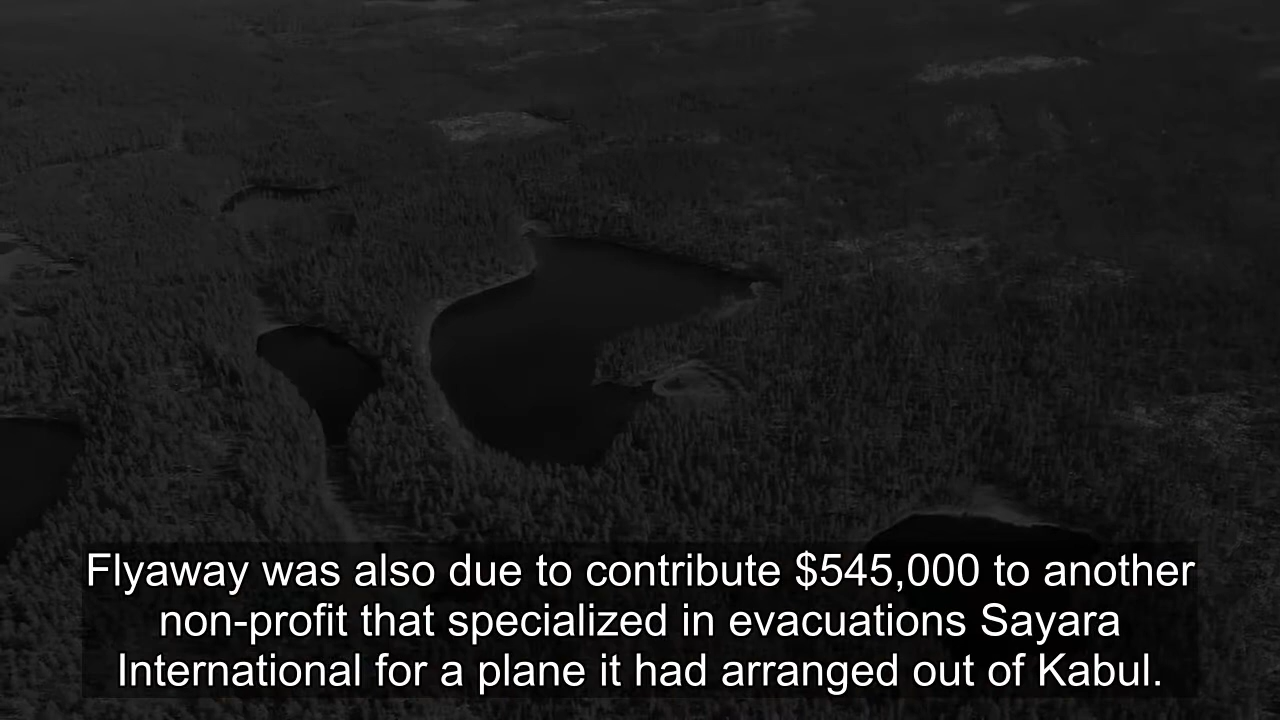 Flyaway was also due to contribute $545,000 to another
non-profit that specialized in evacuations Sayara
International for a plane it had arranged out of Kabul.